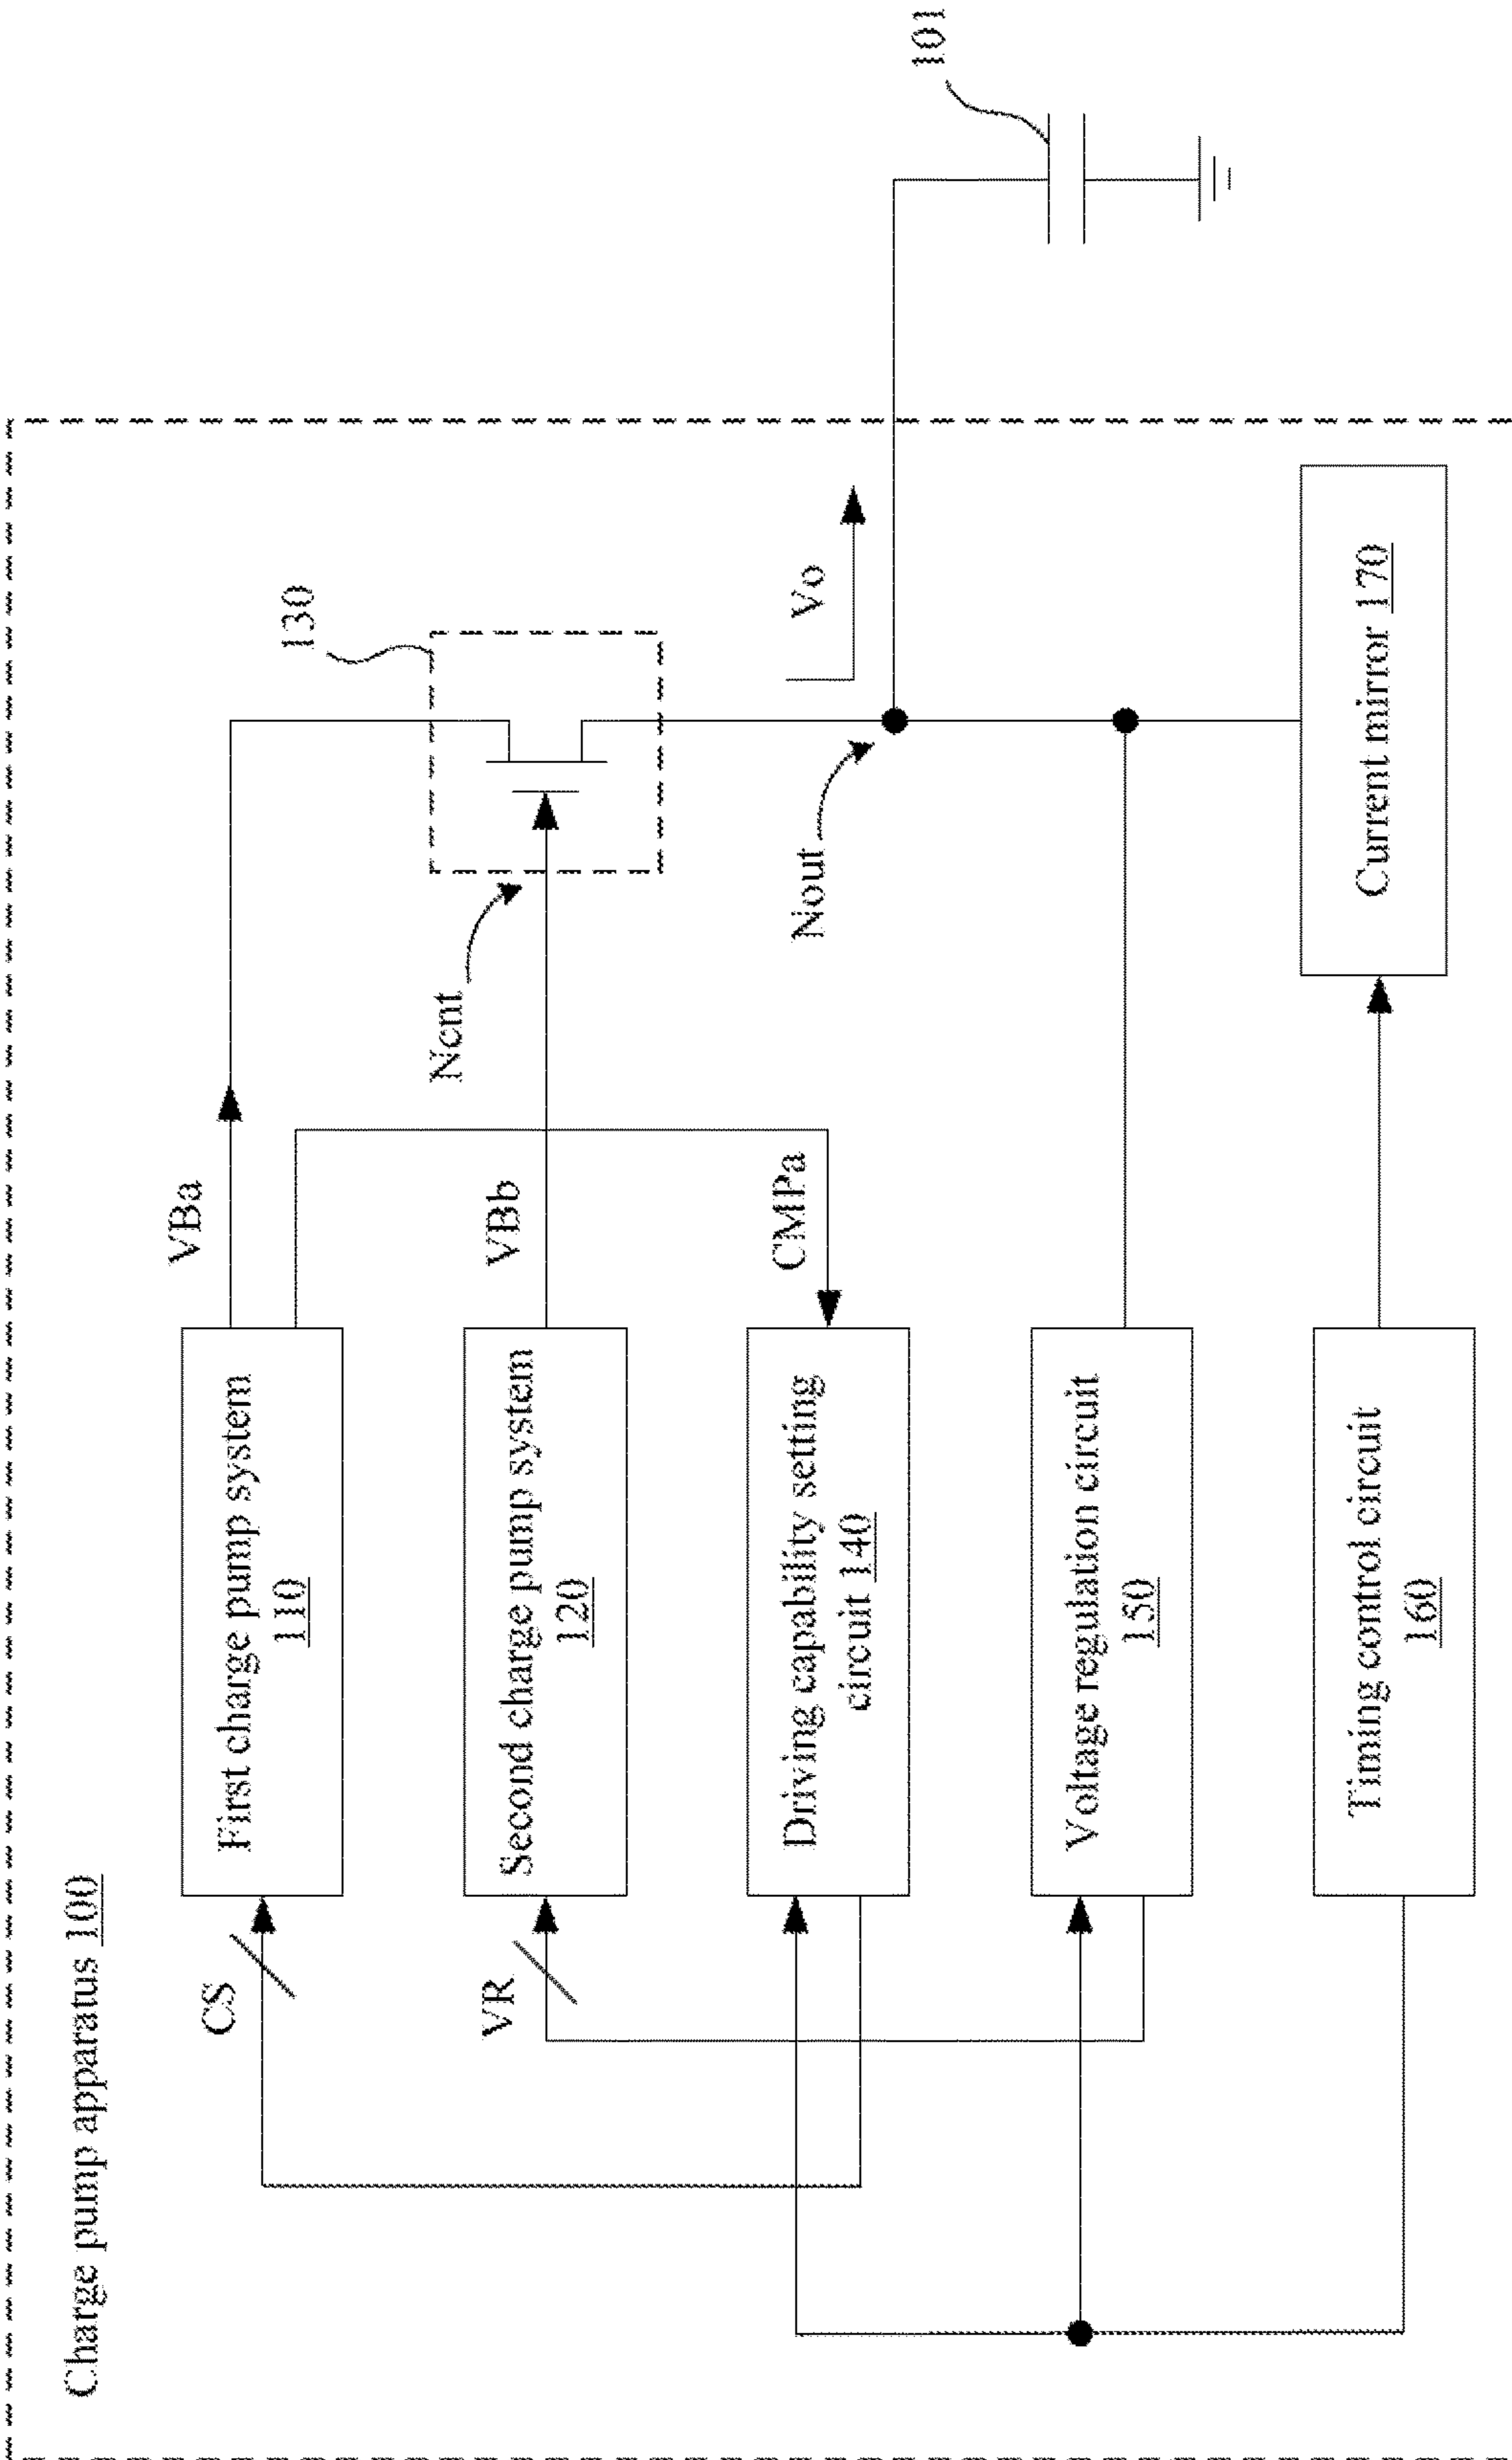 Charge pump apparatus 100
CS
First charge pump system
110
VBa
VR
Second charge pump system
120
VBb
Ncnt
130
Driving capability setting
circuit 140
CMPa
Nout
Vo
101
Voltage regulation circuit
150
Timing control circuit
160
Current mirror 170